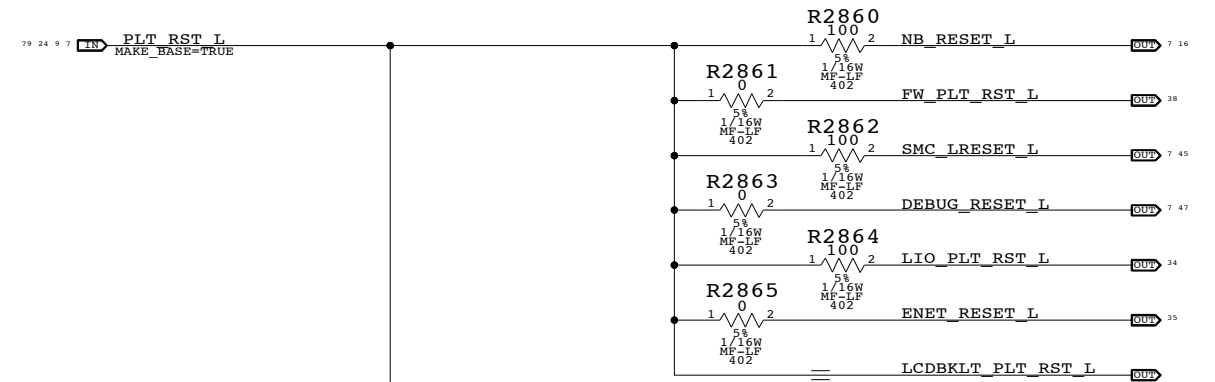 R2860
100
1 2
5%
1/16W
MF-LF
402
79 24 9 7 IN PLT_RST_L
MAKE_BASE=TRUE
NB_RESET_L OUT 7 16
R2861
0
1 2
5%
1/16W
MF-LF
402
FW_PLT_RST_L OUT 38
R2862
100
1 2
5%
1/16W
MF-LF
402
SMC_LRESET_L OUT 7 45
R2863
0
1 2
5%
1/16W
MF-LF
402
DEBUG_RESET_L OUT 7 47
R2864
100
1 2
5%
1/16W
MF-LF
402
LIO_PLT_RST_L OUT 34
R2865
0
1 2
5%
1/16W
MF-LF
402
ENET_RESET_L OUT 35
LCDBKLT_PLT_RST_L OUT